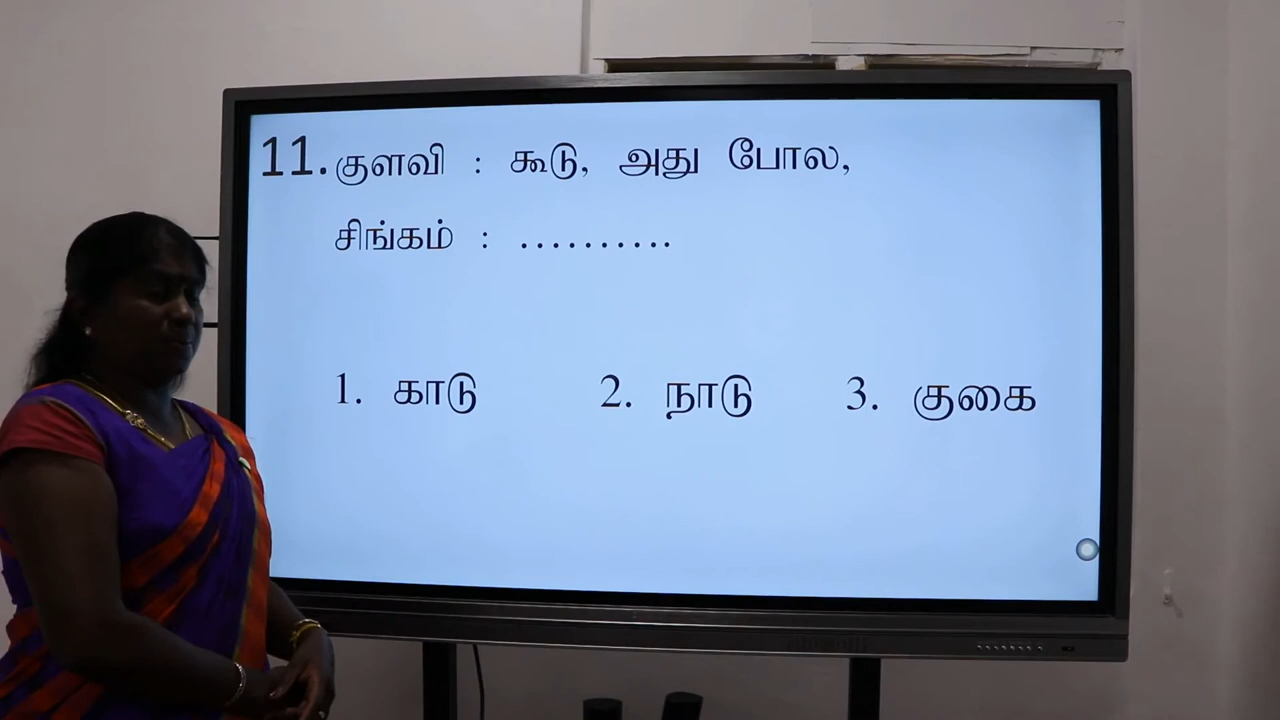 11. குளவி : கூடு, அது போல,
சிங்கம் : ..........
1. காடு 2. நாடு 3. குகை